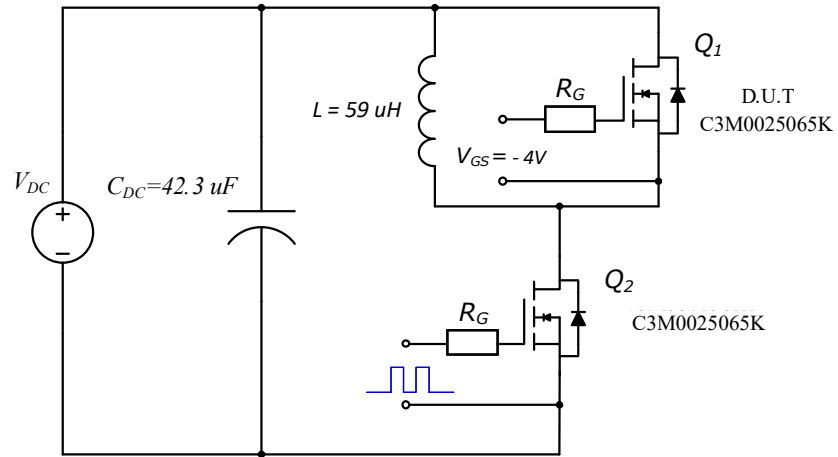 Q1
RG
D.U.T
C3M0025065K
L = 59 uH
VGS = - 4V
VDC
CDC=42.3 uF
Q2
RG
C3M0025065K